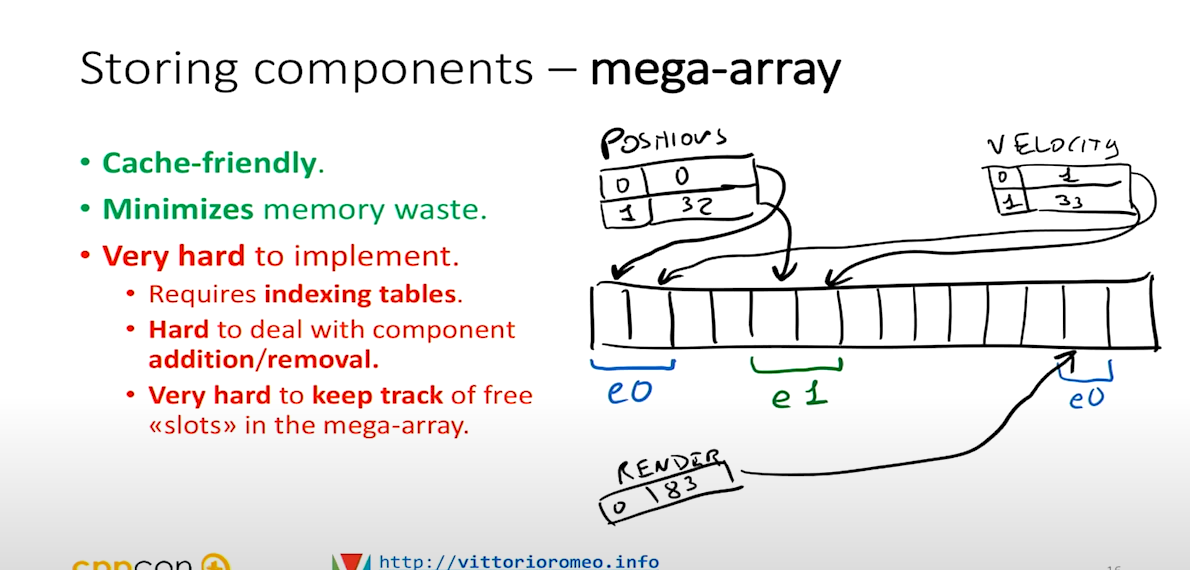 Storing components – mega-array
• Cache-friendly.
• Minimizes memory waste.
• Very hard to implement.
• Requires indexing tables.
• Hard to deal with component
addition/removal.
• Very hard to keep track of free
«slots» in the mega-array.
POSITIONS
0 0
1 32
VELOCITY
0 1
1 33
e0
e1
e0
RENDER
0 183
cppcon
http://vittorioromeo.info
16